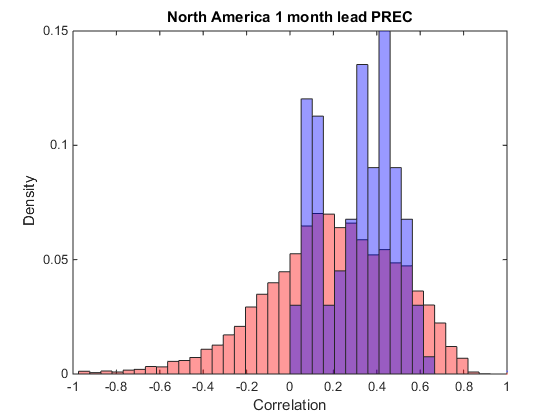 North America 1 month lead PREC
0.15
0.1
0.05
0
Density
-1 -0.8 -0.6 -0.4 -0.2 0 0.2 0.4 0.6 0.8 1
Correlation